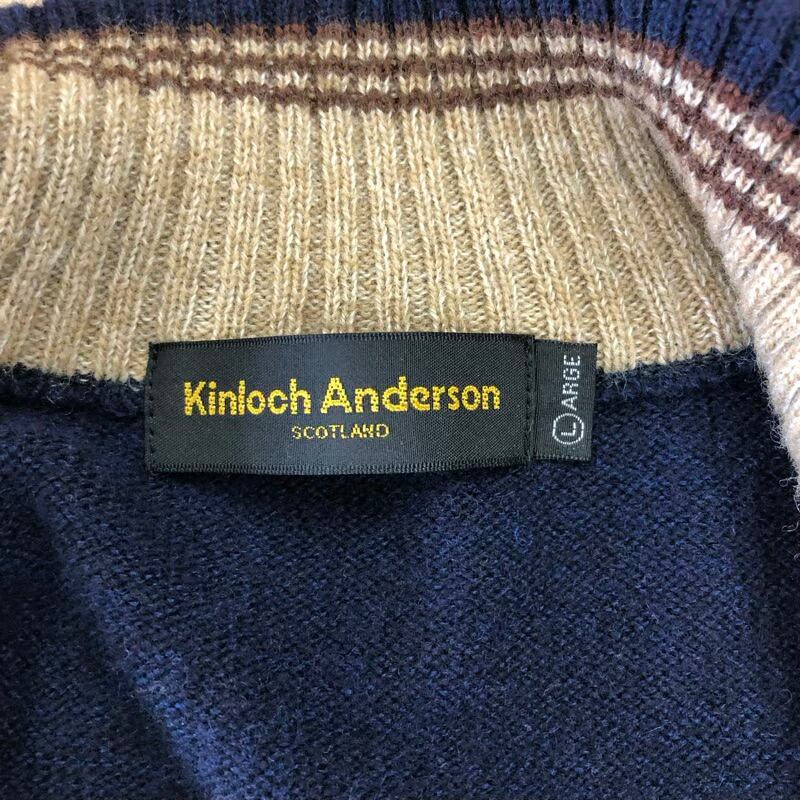 Kinloch Anderson
SCOTLAND
LARGE